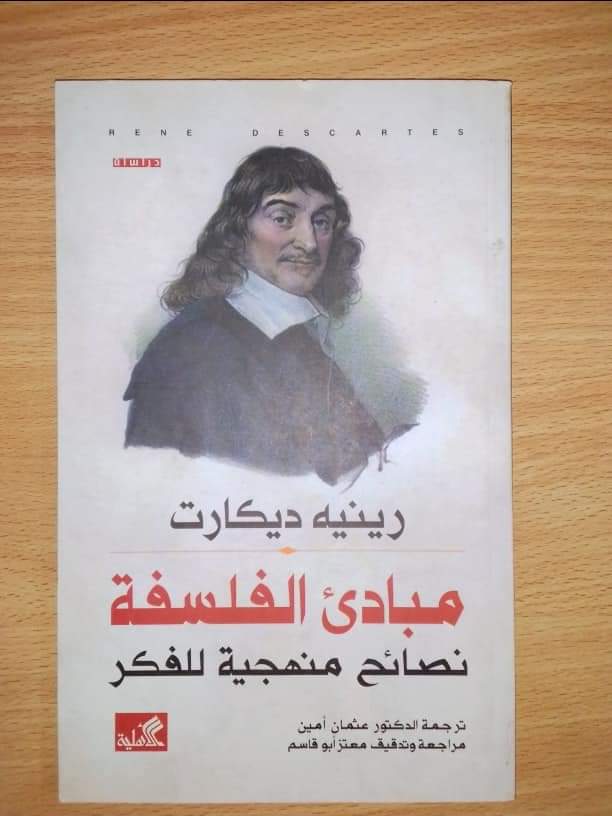 RENE DESCARTES
دراسات
رينيه ديكارت
مبادئ الفلسفة
نصائح منهجية للفكر
ترجمة الدكتور عثمان أمين
مراجعة وتدقيق معتز أبو قاسم
الأهلية